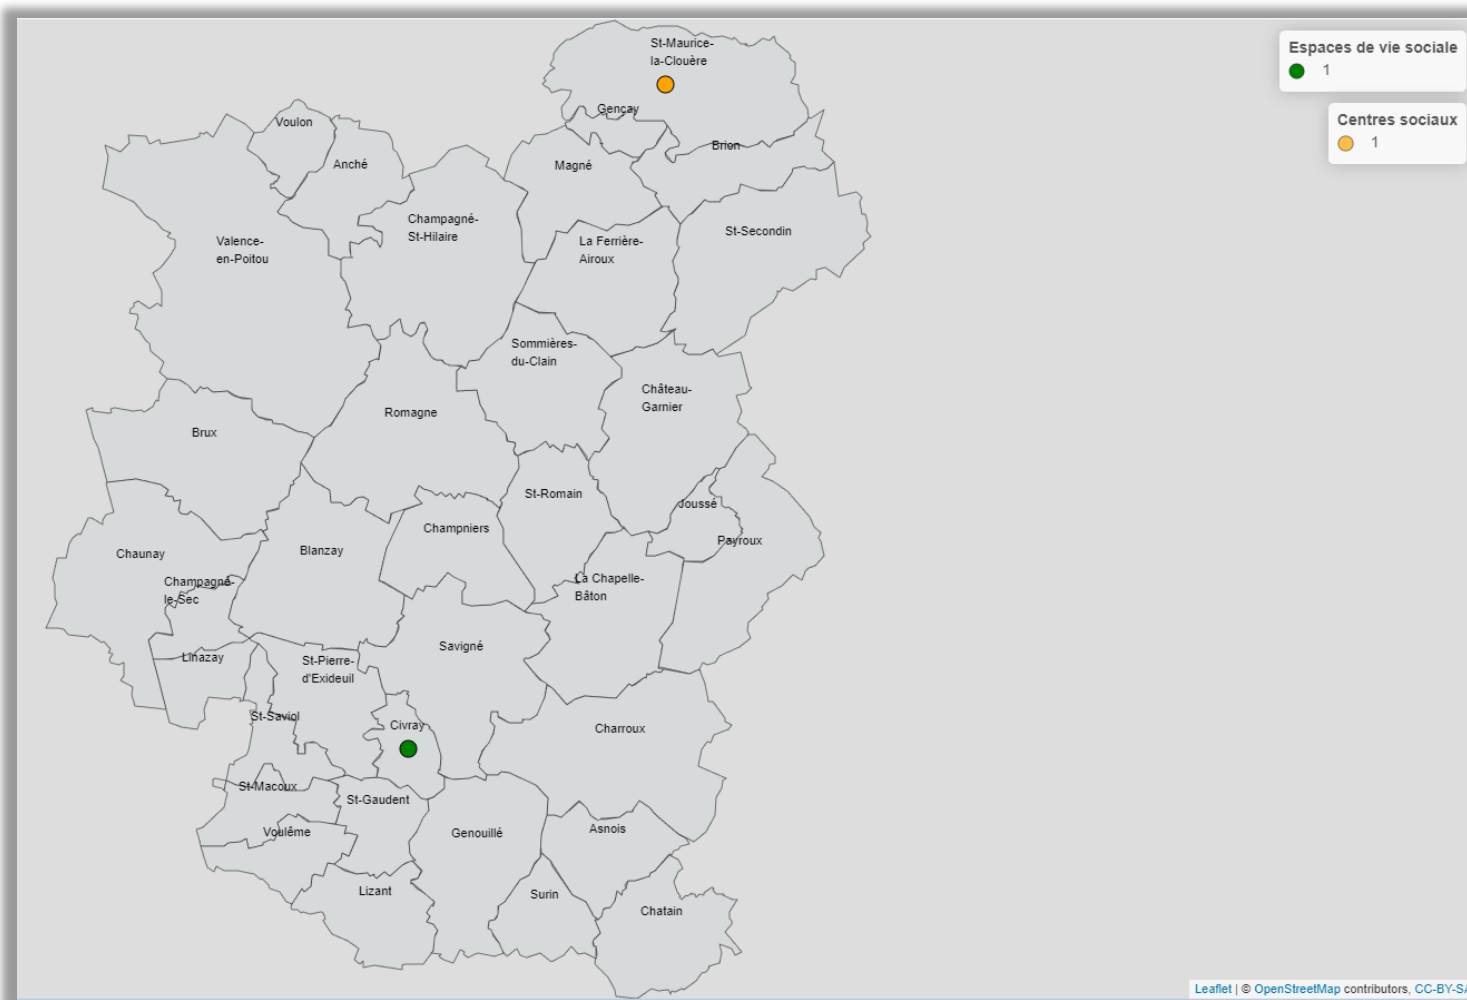 St-Maurice-
la-Clouère
Espaces de vie sociale
1
Gençay
Centres sociaux
1
Voulon
Brion
Anché
Magné
Champagné-
St-Hilaire
St-Secondin
Valence-
en-Poitou
La Ferrière-
Airoux
Sommières-
du-Clain
Château-
Garnier
Romagne
Brux
St-Romain
Joussé
Champniers
Payroux
Blanzay
Chaunay
Champagné-
le-Sec
La Chapelle-
Bâton
Savigné
Linazay
St-Pierre-
d'Exideuil
St-Saviol
Civray
Charroux
St-Macoux
St-Gaudent
Voulême
Genouillé
Asnois
Lizant
Surin
Chatain
Leaflet | © OpenStreetMap contributors, CC-BY-SA